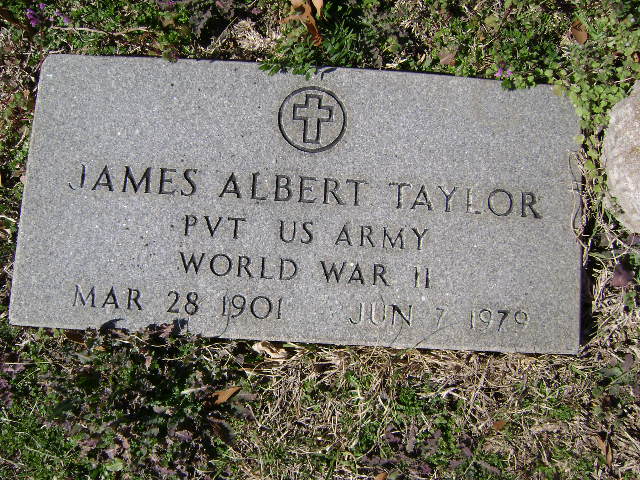 JAMES ALBERT TAYLOR
PVT US ARMY
WORLD WAR II
MAR 28 1901 JUN 7 1979